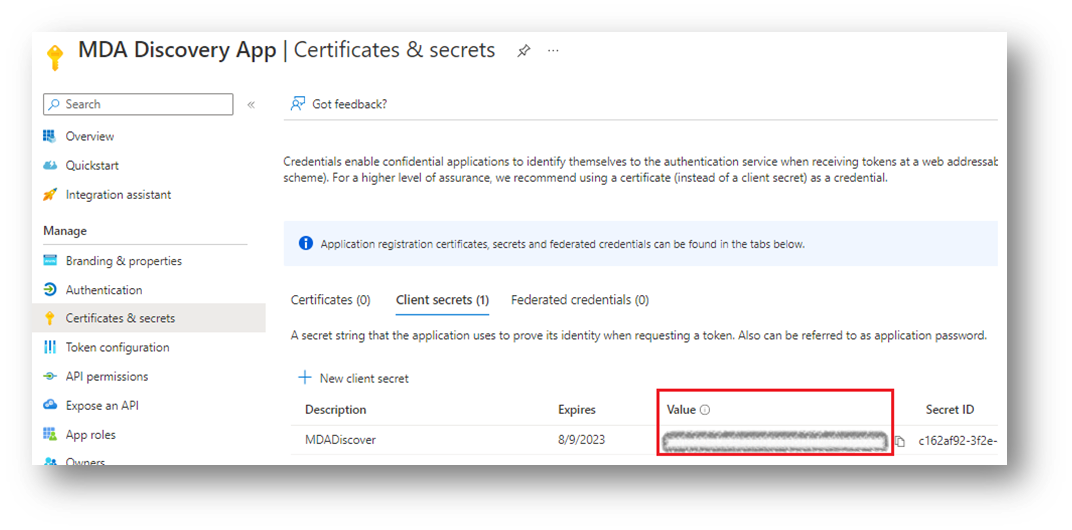 MDA Discovery App | Certificates & secrets
Search
Got feedback?
Overview
Quickstart
Integration assistant
Credentials enable confidential applications to identify themselves to the authentication service when receiving tokens at a web addressab
scheme). For a higher level of assurance, we recommend using a certificate (instead of a client secret) as a credential.
Manage
Application registration certificates, secrets and federated credentials can be found in the tabs below.
Branding & properties
Authentication
Certificates & secrets
Token configuration
API permissions
Expose an API
App roles
Owners
Certificates (0) Client secrets (1) Federated credentials (0)
A secret string that the application uses to prove its identity when requesting a token. Also can be referred to as application password.
New client secret
Description Expires Value Secret ID
MDADiscover 8/9/2023 c162af92-3f2e-